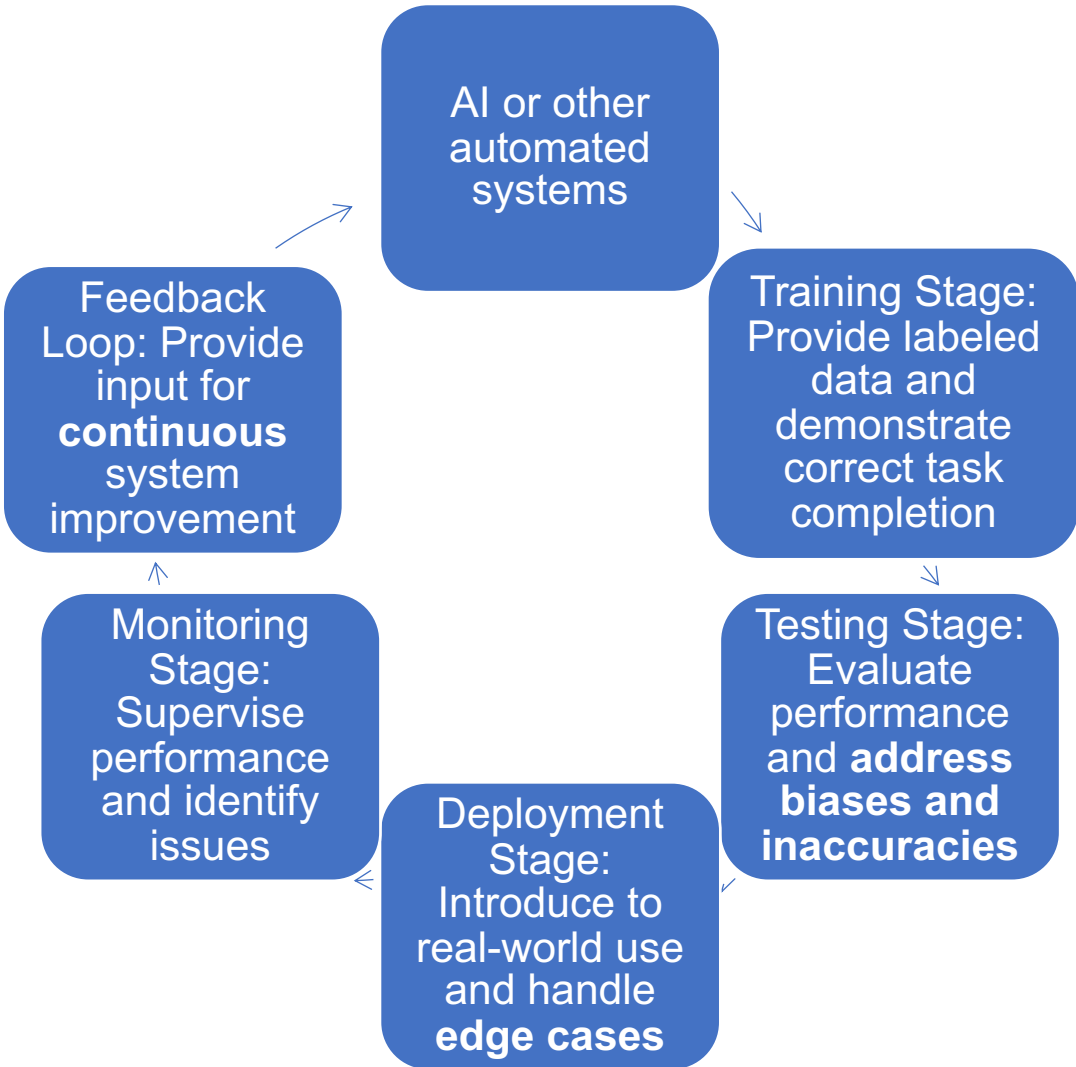 AI or other
automated
systems
Training Stage:
Provide labeled
data and
demonstrate
correct task
completion
Testing Stage:
Evaluate
performance
and address
biases and
inaccuracies
Deployment
Stage:
Introduce to
real-world use
and handle
edge cases
Monitoring
Stage:
Supervise
performance
and identify
issues
Feedback
Loop: Provide
input for
continuous
system
improvement